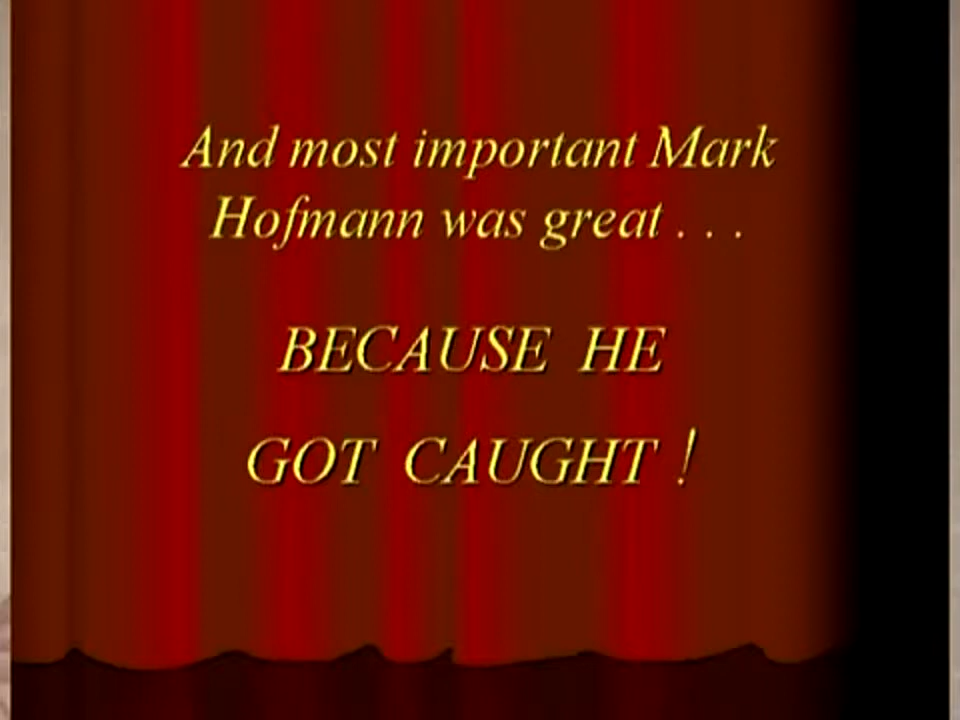 And most important Mark
Hofmann was great . . .
BECAUSE HE
GOT CAUGHT !